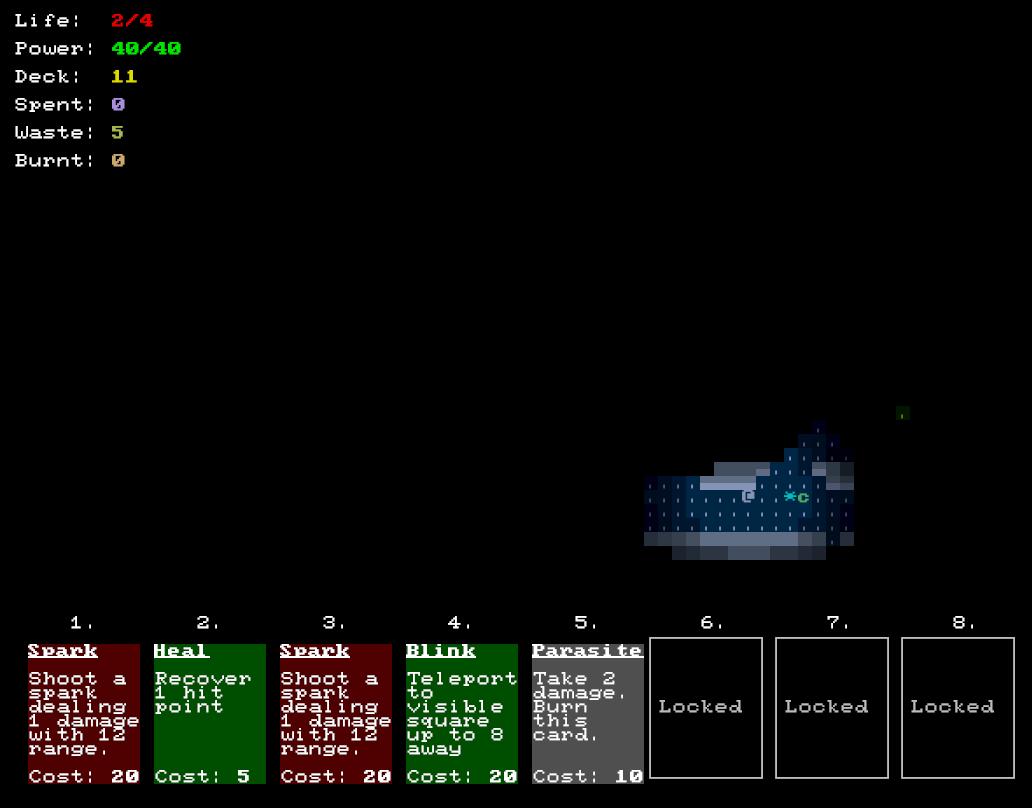 Life: 2/4
Power: 40/40
Deck: 11
Spent: 0
Waste: 5
Burnt: 0
@ *c
1. 2. 3. 4. 5. 6. 7. 8.
Spark
Shoot a
spark
dealing
1 damage
with 12
range.
Cost: 20
Heal
Recover
1 hit
point
Cost: 5
Spark
Shoot a
spark
dealing
1 damage
with 12
range.
Cost: 20
Blink
Teleport
to
visible
square
up to 8
away
Cost: 20
Parasite
Take 2
damage.
Burn
this
card.
Cost: 10
Locked
Locked
Locked